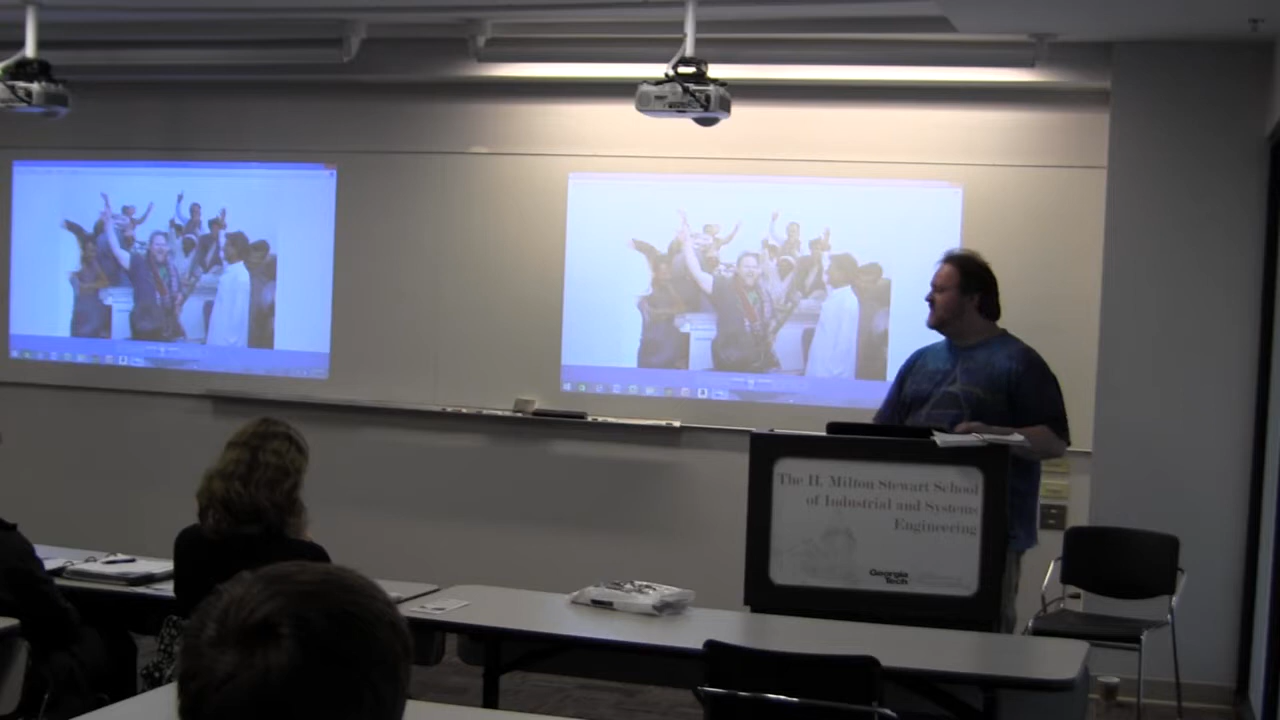 The H. Milton Stewart School
of Industrial and Systems
Engineering
Georgia
Tech